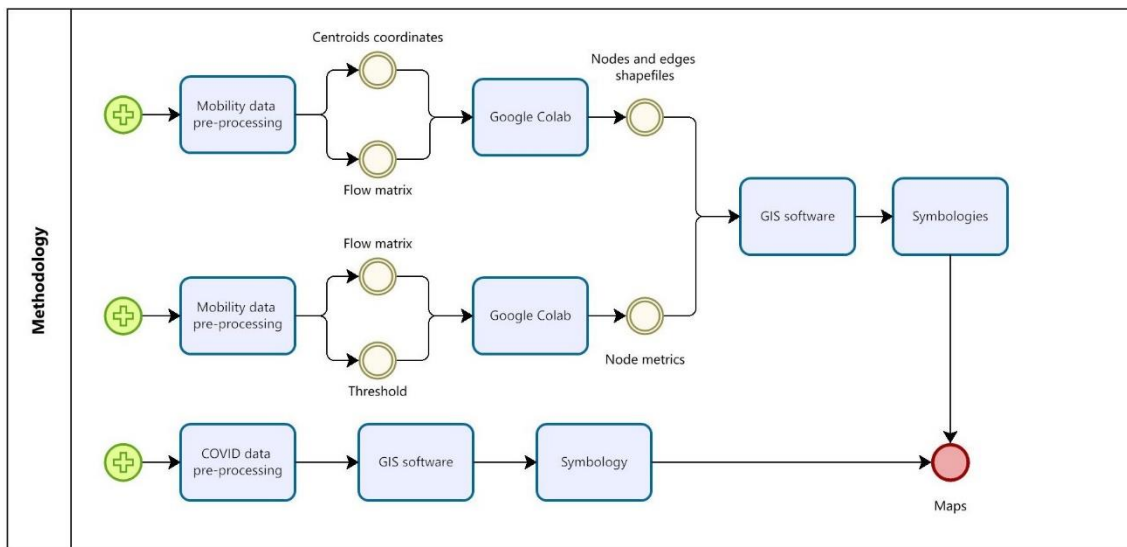 Methodology
Centroids coordinates
Mobility data
pre-processing
Flow matrix
Google Colab
Nodes and edges
shapefiles
GIS software
Symbologies
Flow matrix
Mobility data
pre-processing
Threshold
Google Colab
Node metrics
COVID data
pre-processing
GIS software
Symbology
Maps